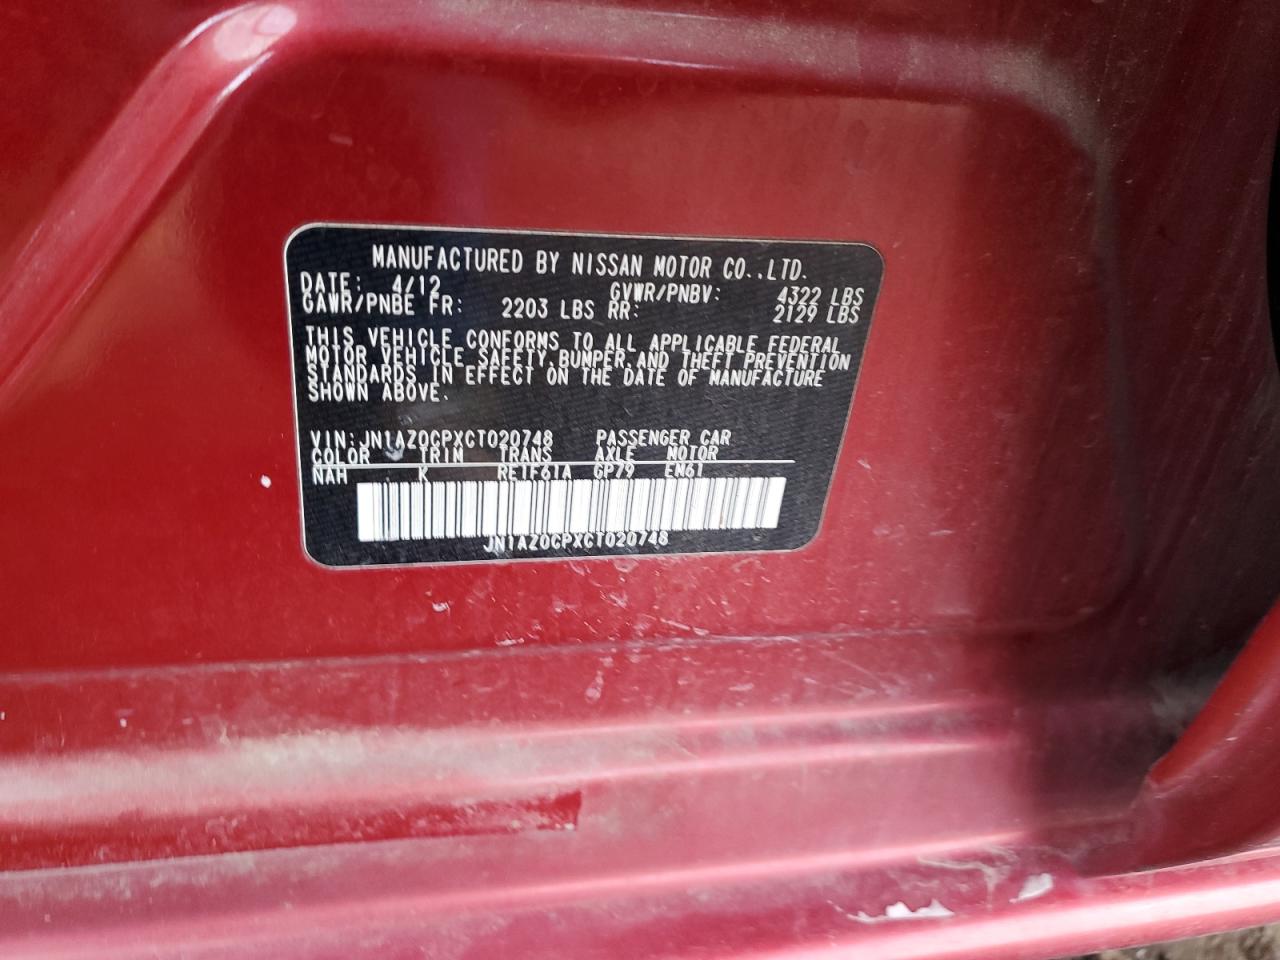 MANUFACTURED BY NISSAN MOTOR CO.,LTD.
DATE: 4/12 GVWR/PNBV: 4322 LBS
GAWR/PNBE FR: 2203 LBS RR: 2129 LBS
THIS VEHICLE CONFORMS TO ALL APPLICABLE FEDERAL
MOTOR VEHICLE SAFETY,BUMPER,AND THEFT PREVENTION
STANDARDS IN EFFECT ON THE DATE OF MANUFACTURE
SHOWN ABOVE.
VIN:JN1AZ0CPXCT020748 PASSENGER CAR
COLOR TRIM TRANS AXLE MOTOR
NAH K RE1F61A GP79 EM61
JN1AZ0CPXCT020748